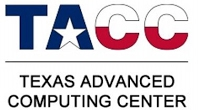 TACC
TEXAS ADVANCED
COMPUTING CENTER